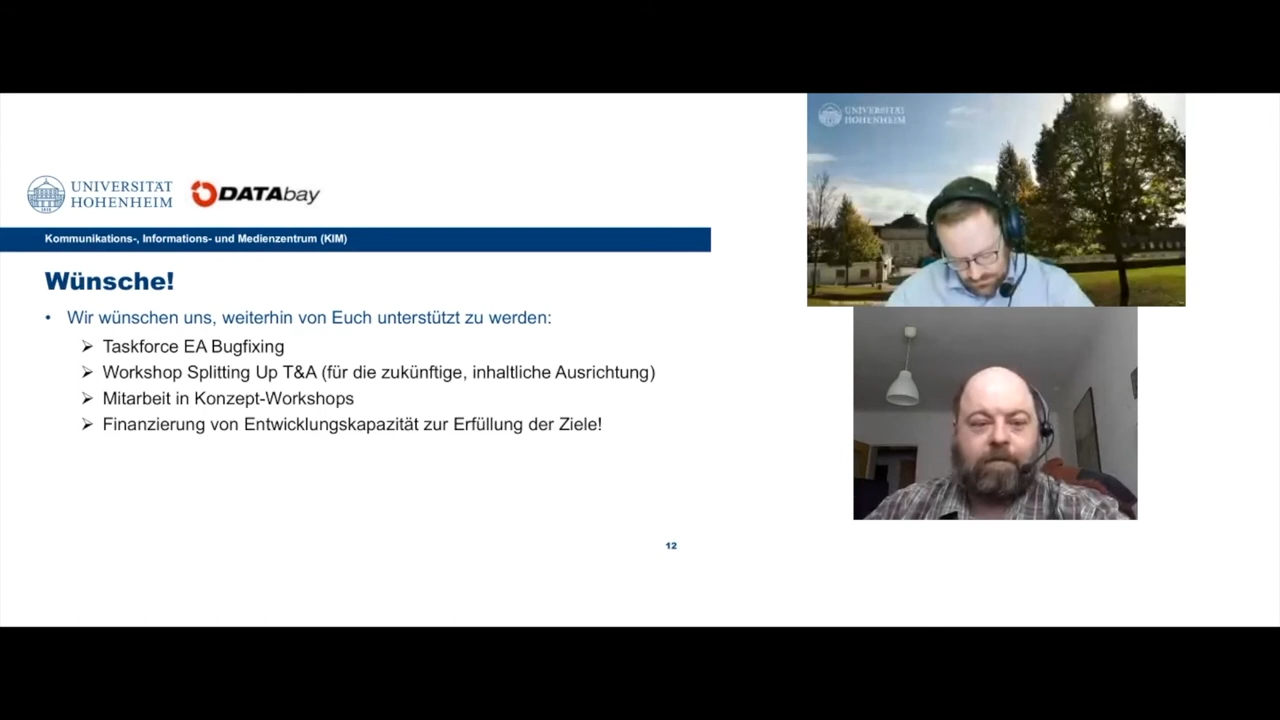 UNIVERSITÄT
HOHENHEIM
DATAbay
Kommunikations-, Informations- und Medienzentrum (KIM)
Wünsche!
• Wir wünschen uns, weiterhin von Euch unterstützt zu werden:
➢ Taskforce EA Bugfixing
➢ Workshop Splitting Up T&A (für die zukünftige, inhaltliche Ausrichtung)
➢ Mitarbeit in Konzept-Workshops
➢ Finanzierung von Entwicklungskapazität zur Erfüllung der Ziele!
12
UNIVERSITÄT
HOHENHEIM